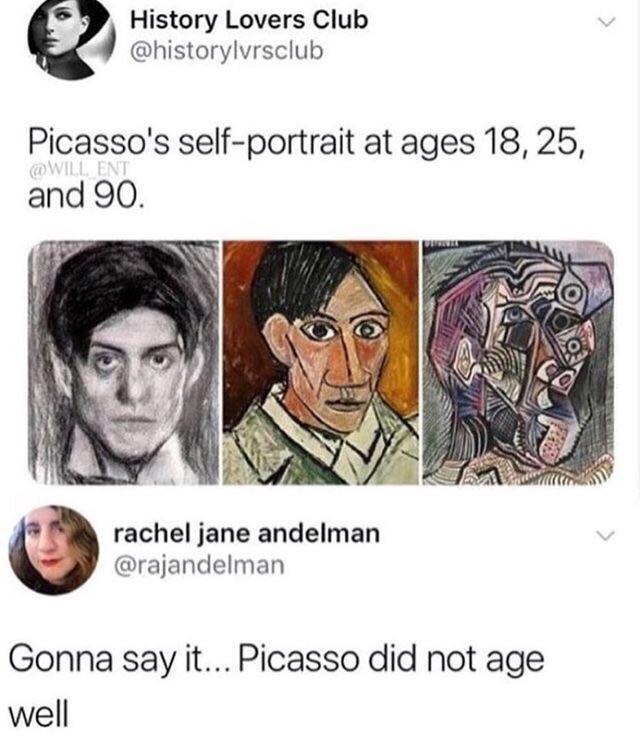 History Lovers Club
@historylvrsclub
Picasso's self-portrait at ages 18, 25,
@WILL_ENT
and 90.
rachel jane andelman
@rajandelman
Gonna say it... Picasso did not age
well